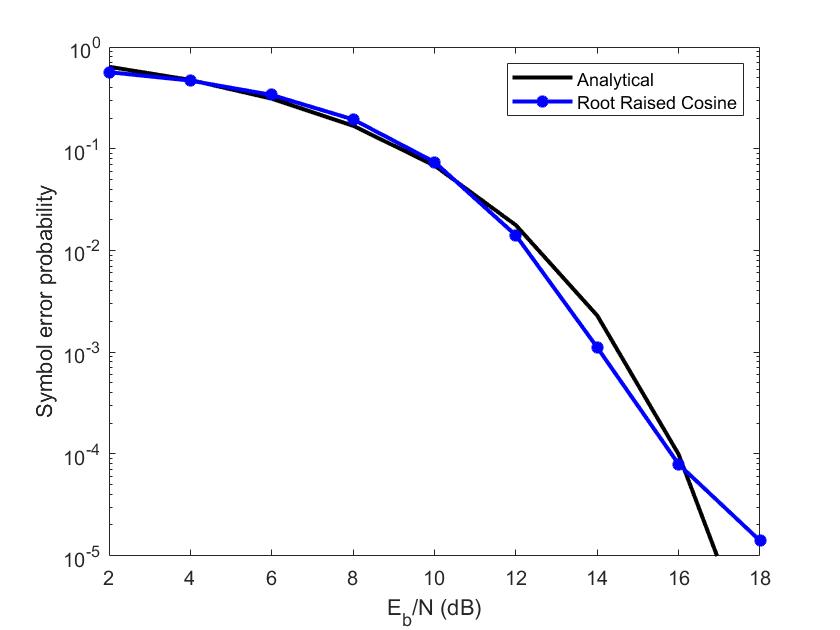 10^0
10^-1
10^-2
10^-3
10^-4
10^-5
Symbol error probability
Analytical
Root Raised Cosine
2 4 6 8 10 12 14 16 18
E_b/N (dB)